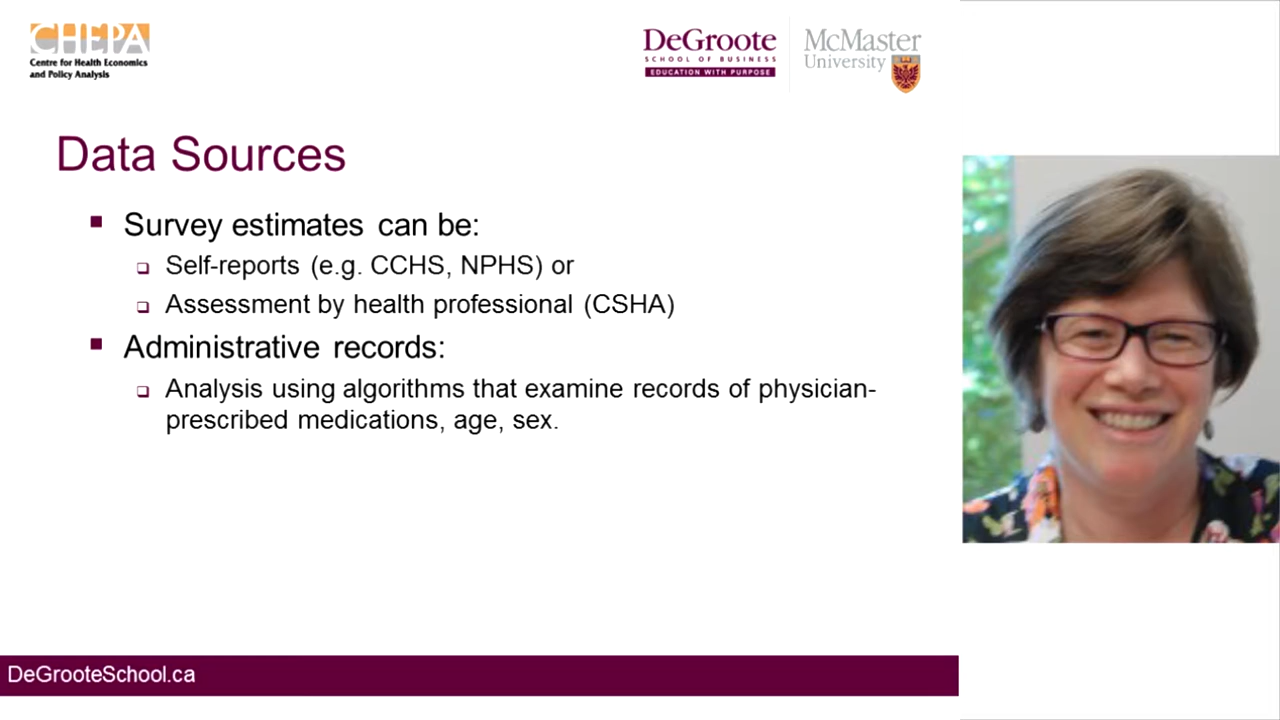 CHEPA
Centre for Health Economics
and Policy Analysis
DeGroote
SCHOOL OF BUSINESS
EDUCATION WITH PURPOSE
McMaster
University
Data Sources
Survey estimates can be:
Self-reports (e.g. CCHS, NPHS) or
Assessment by health professional (CSHA)
Administrative records:
Analysis using algorithms that examine records of physician-
prescribed medications, age, sex.
DeGrooteSchool.ca